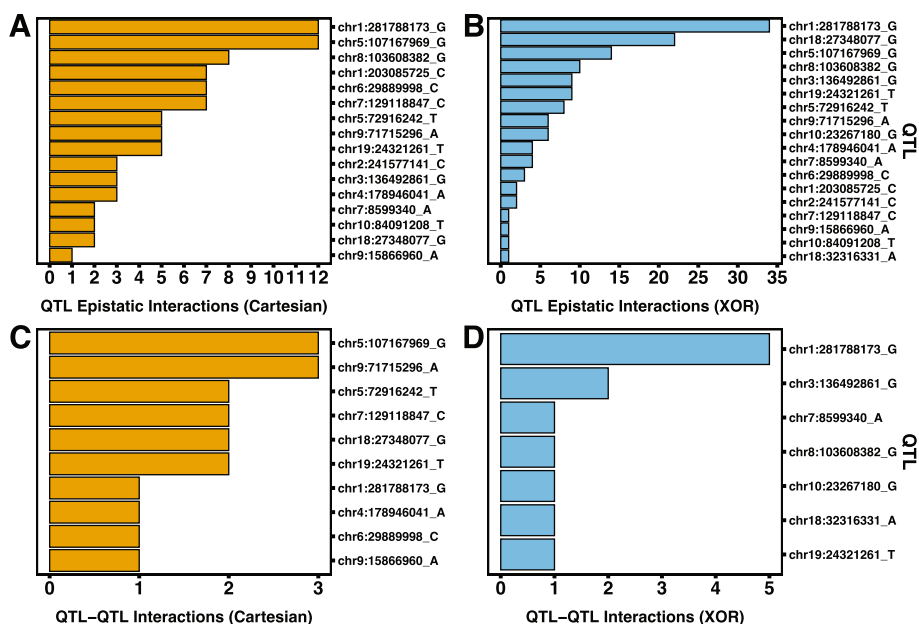 A
chr1:281788173_G
chr5:107167969_G
chr8:103608382_G
chr1:203085725_C
chr6:29889998_C
chr7:129118847_C
chr5:72916242_T
chr9:71715296_A
chr19:24321261_T
chr2:241577141_C
chr3:136492861_G
chr4:178946041_A
chr7:8599340_A
chr10:84091208_T
chr18:27348077_G
chr9:15866960_A
0 1 2 3 4 5 6 7 8 9 10 11 12
QTL Epistatic Interactions (Cartesian)
B
chr1:281788173_G
chr18:27348077_G
chr5:107167969_G
chr8:103608382_G
chr3:136492861_G
chr19:24321261_T
chr5:72916242_T
chr9:71715296_A
chr10:23267180_G
chr4:178946041_A
chr7:8599340_A
chr6:29889998_C
chr1:203085725_C
chr2:241577141_C
chr7:129118847_C
chr9:15866960_A
chr10:84091208_T
chr18:32316331_A
QTL
0 5 10 15 20 25 30 35
QTL Epistatic Interactions (XOR)
C
chr5:107167969_G
chr9:71715296_A
chr5:72916242_T
chr7:129118847_C
chr18:27348077_G
chr19:24321261_T
chr1:281788173_G
chr4:178946041_A
chr6:29889998_C
chr9:15866960_A
0 1 2 3
QTL–QTL Interactions (Cartesian)
D
chr1:281788173_G
chr3:136492861_G
chr7:8599340_A
chr8:103608382_G
chr10:23267180_G
chr18:32316331_A
chr19:24321261_T
QTL
0 1 2 3 4 5
QTL–QTL Interactions (XOR)